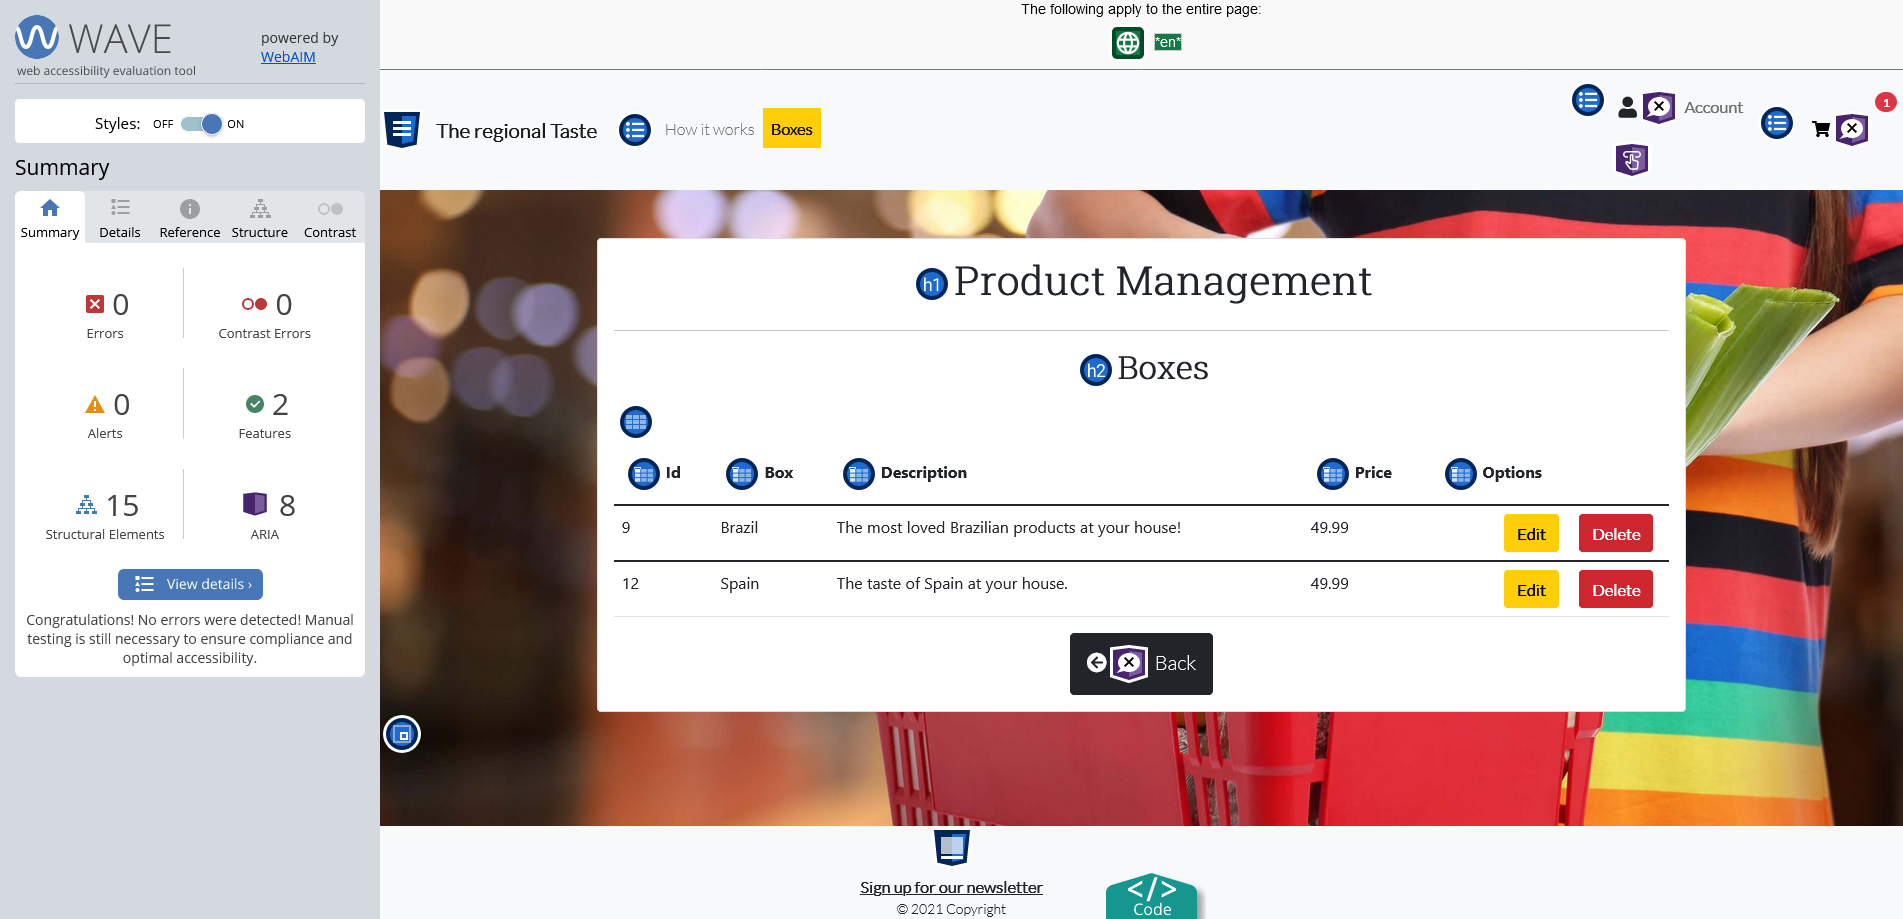 WAVE
powered by
WebAIM
web accessibility evaluation tool
Styles: OFF ON
Summary
Summary Details Reference Structure Contrast
0 0
Errors Contrast Errors
0 2
Alerts Features
15 8
Structural Elements ARIA
View details ›
Congratulations! No errors were detected! Manual
testing is still necessary to ensure compliance and
optimal accessibility.
The following apply to the entire page:
*en*
The regional Taste How it works Boxes Account 1
h1 Product Management
h2 Boxes
Id Box Description Price Options
9 Brazil The most loved Brazilian products at your house! 49.99 Edit Delete
12 Spain The taste of Spain at your house. 49.99 Edit Delete
Back
Sign up for our newsletter
© 2021 Copyright
</>
Code